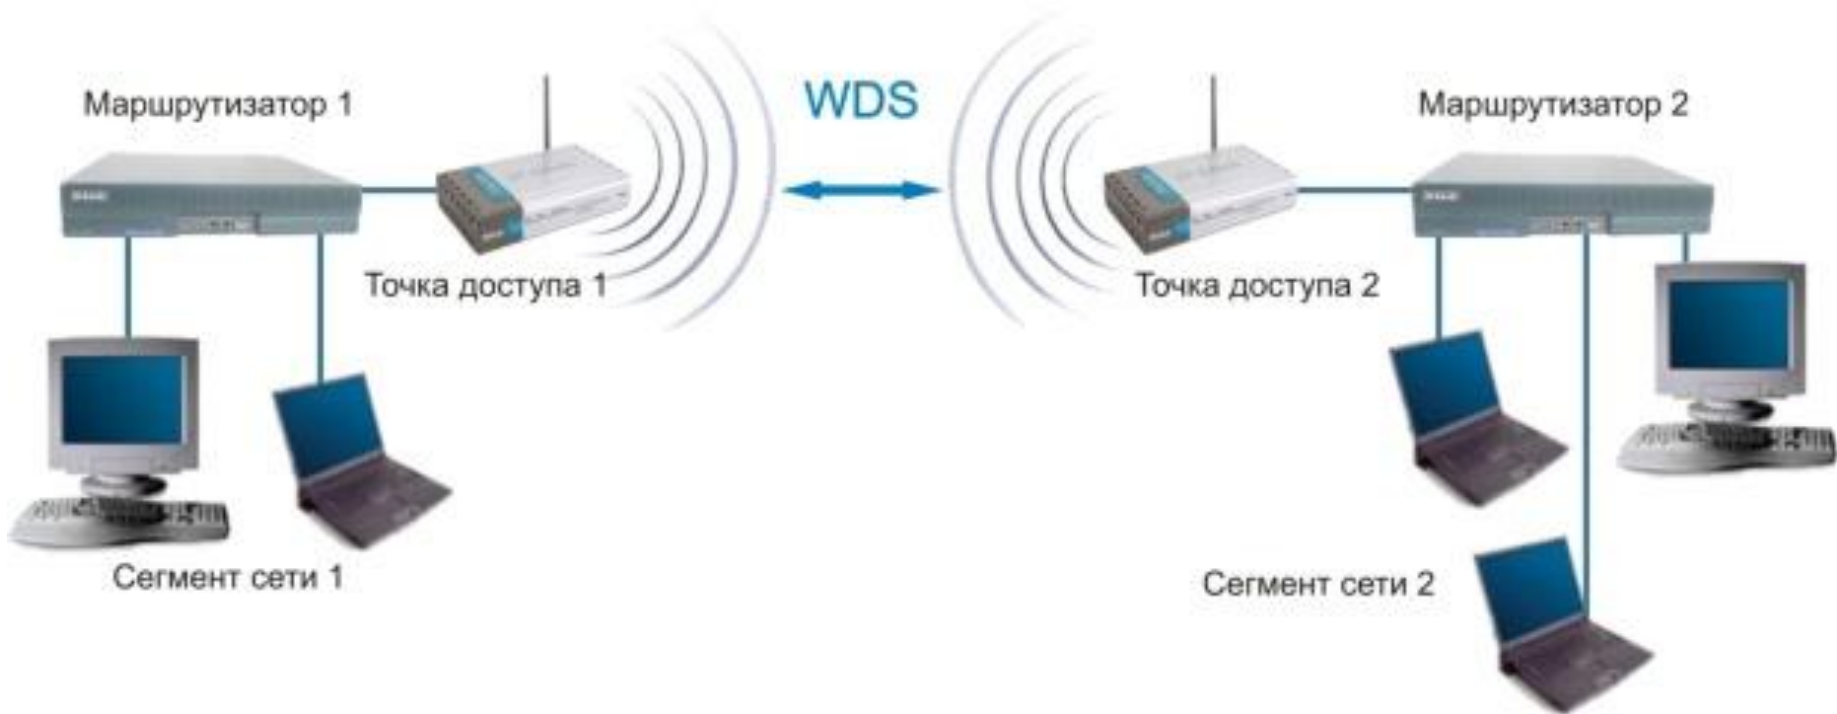 WDS
Маршрутизатор 1
Маршрутизатор 2
Точка доступа 1
Точка доступа 2
Сегмент сети 1
Сегмент сети 2